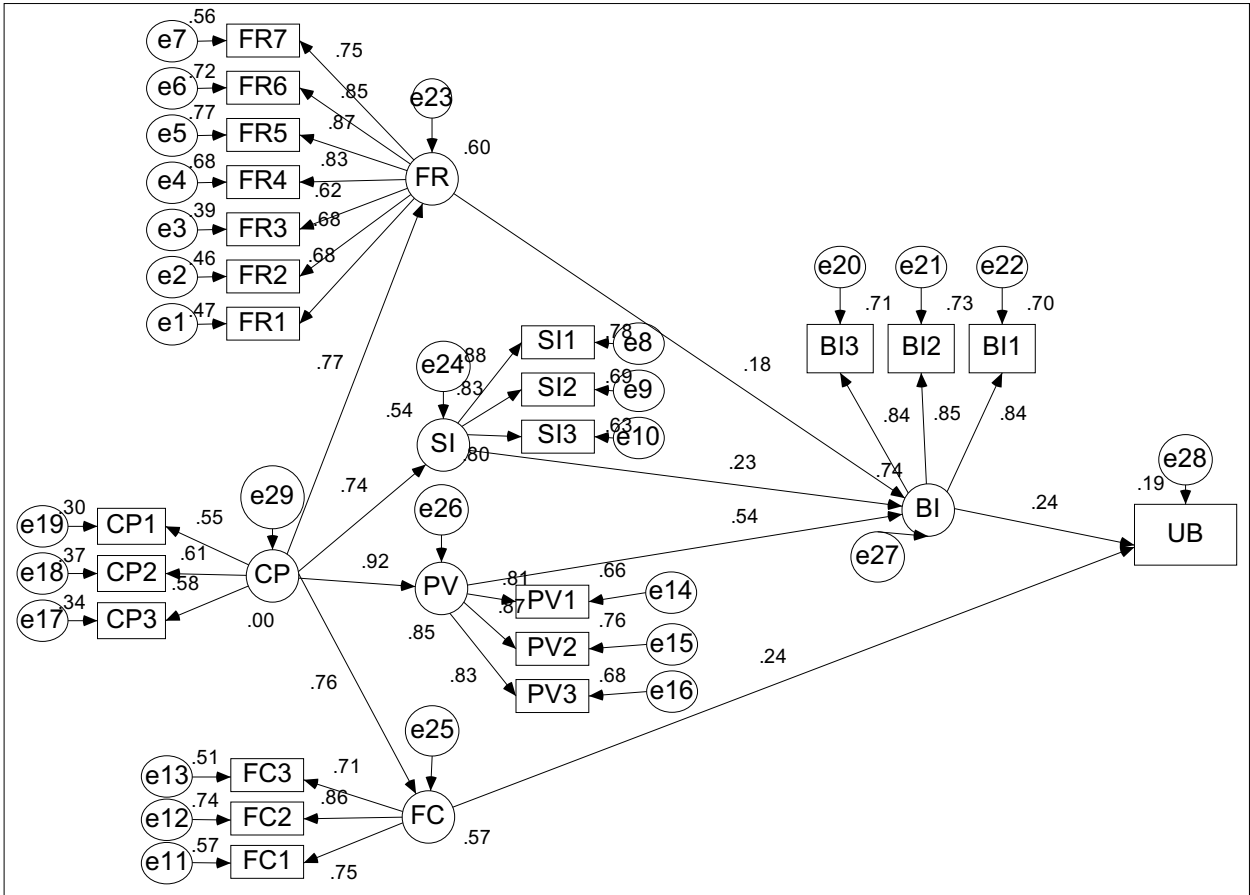 .56
e7 FR7
.75
.72
e6 FR6
.85
e23
.77
e5 FR5
.87
.60
.68
e4 FR4
.83
FR
.39
e3 FR3
.62
.46
e2 FR2
.68
.47
e1 FR1
.68
.77
e20 e21 e22
.71 .73 .70
BI3 BI2 BI1
.84 .85 .84
.18
e24
.88
SI1 .78 e8
.83
SI2 .69 e9
.54
SI
SI3 .63 e10
.80
.23
.74
.74
e28
.19
UB
BI
.24
e27
.54
e29
e26
.30
e19 CP1
.55
.37
e18 CP2
.61
.34
e17 CP3
.58
CP
.00
.92
PV
.85
.81
PV1 .66 e14
.87
PV2 .76 e15
.83
PV3 .68 e16
.24
.76
e25
.51
e13 FC3
.71
.74
e12 FC2
.86
FC
.57
.57
e11 FC1
.75